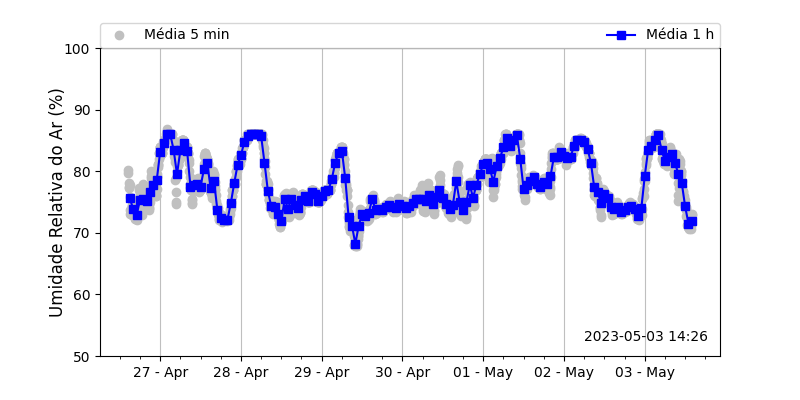 Média 5 min
Média 1 h
100
90
80
70
60
50
Umidade Relativa do Ar (%)
2023-05-03 14:26
27 - Apr
28 - Apr
29 - Apr
30 - Apr
01 - May
02 - May
03 - May